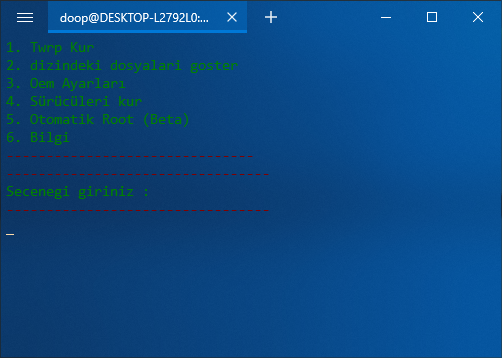 doop@DESKTOP-L2792L0:...
1. Twrp Kur
2. dizindeki dosyalari goster
3. Oem Ayarları
4. Sürücüleri kur
5. Otomatik Root (Beta)
6. Bilgi
-------------------------------
---------------------------------
Secenegi giriniz :
---------------------------------
_